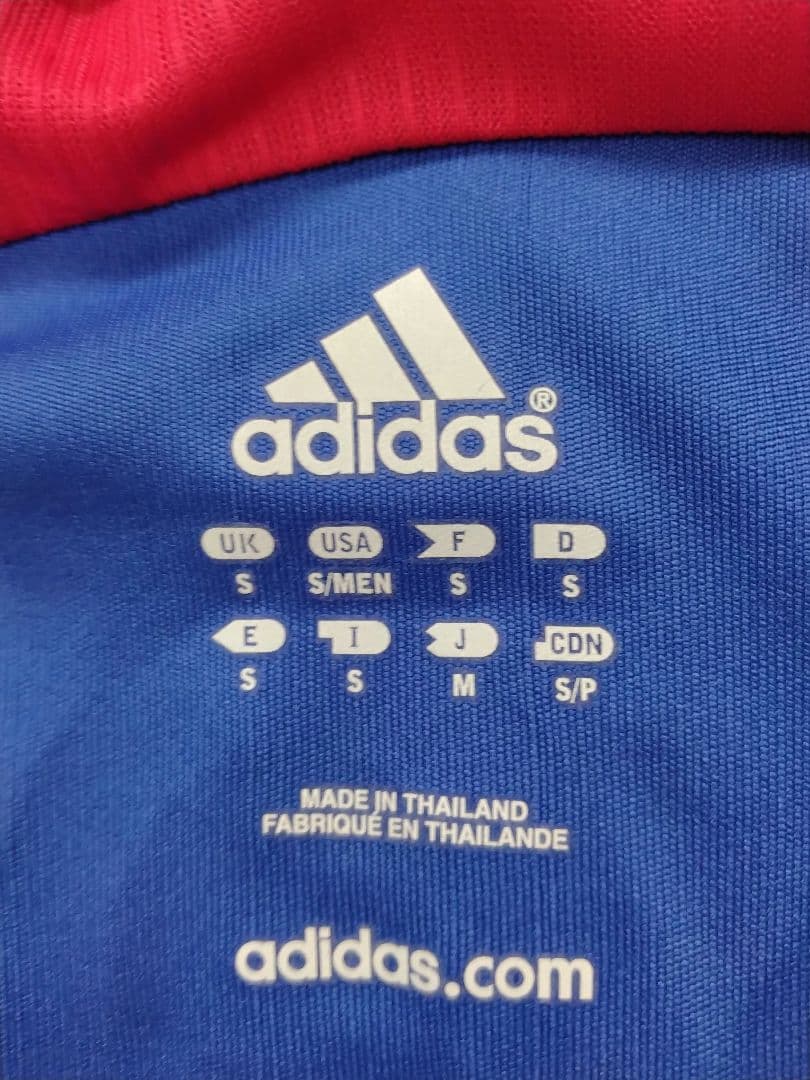 adidas®
UK USA F D
S S/MEN S S
E I J CDN
S S M S/P
MADE IN THAILAND
FABRIQUÉ EN THAILANDE
adidas.com